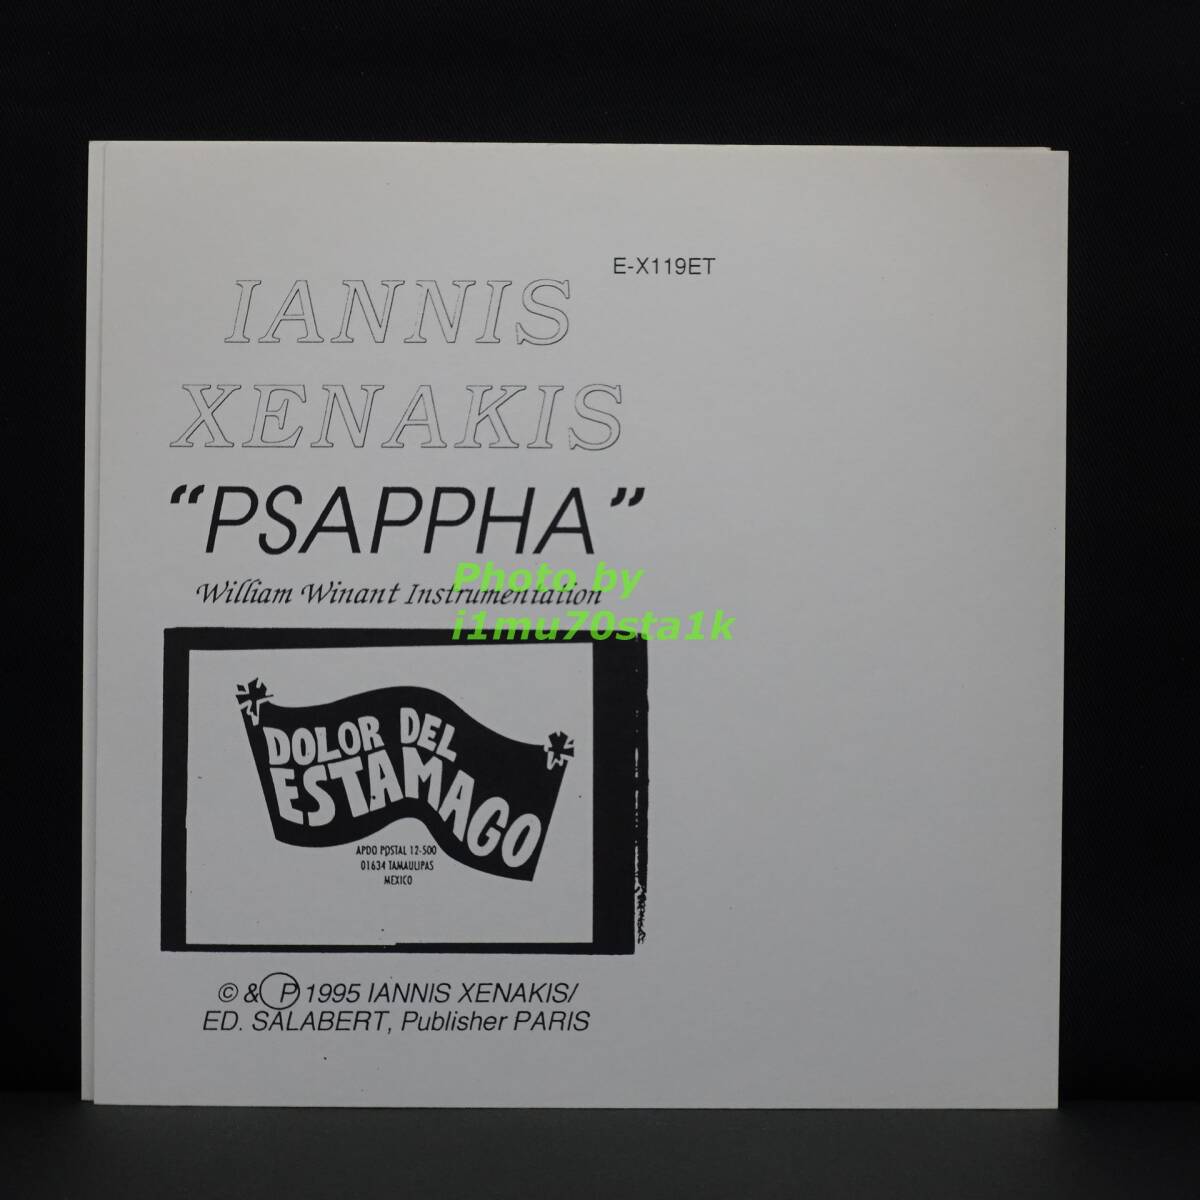 E-X119ET
IANNIS
XENAKIS
“PSAPPHA”
William Winant Instrumentation
Photo by
i1mu70sta1k
DOLOR DEL
ESTAMAGO
APDO POSTAL 12-500
01634 TAMAULIPAS
MEXICO
© & Ⓟ 1995 IANNIS XENAKIS/
ED. SALABERT, Publisher PARIS